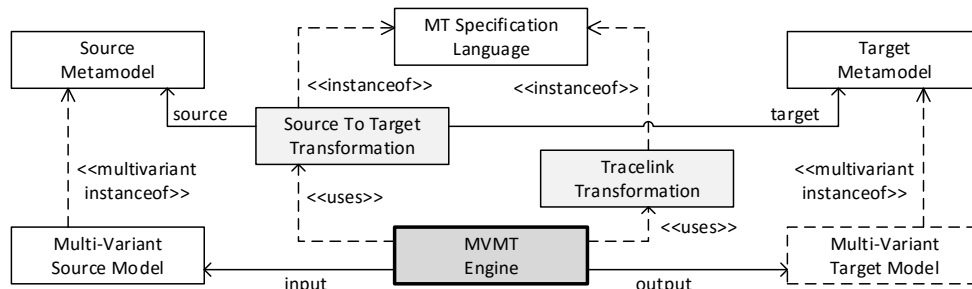 MT Specification
Language
Source
Metamodel
Target
Metamodel
<<instanceof>>
<<instanceof>>
source
target
Source To Target
Transformation
Tracelink
Transformation
<<multivariant
instanceof>>
<<multivariant
instanceof>>
<<uses>>
<<uses>>
Multi-Variant
Source Model
MVMT
Engine
Multi-Variant
Target Model
input
output